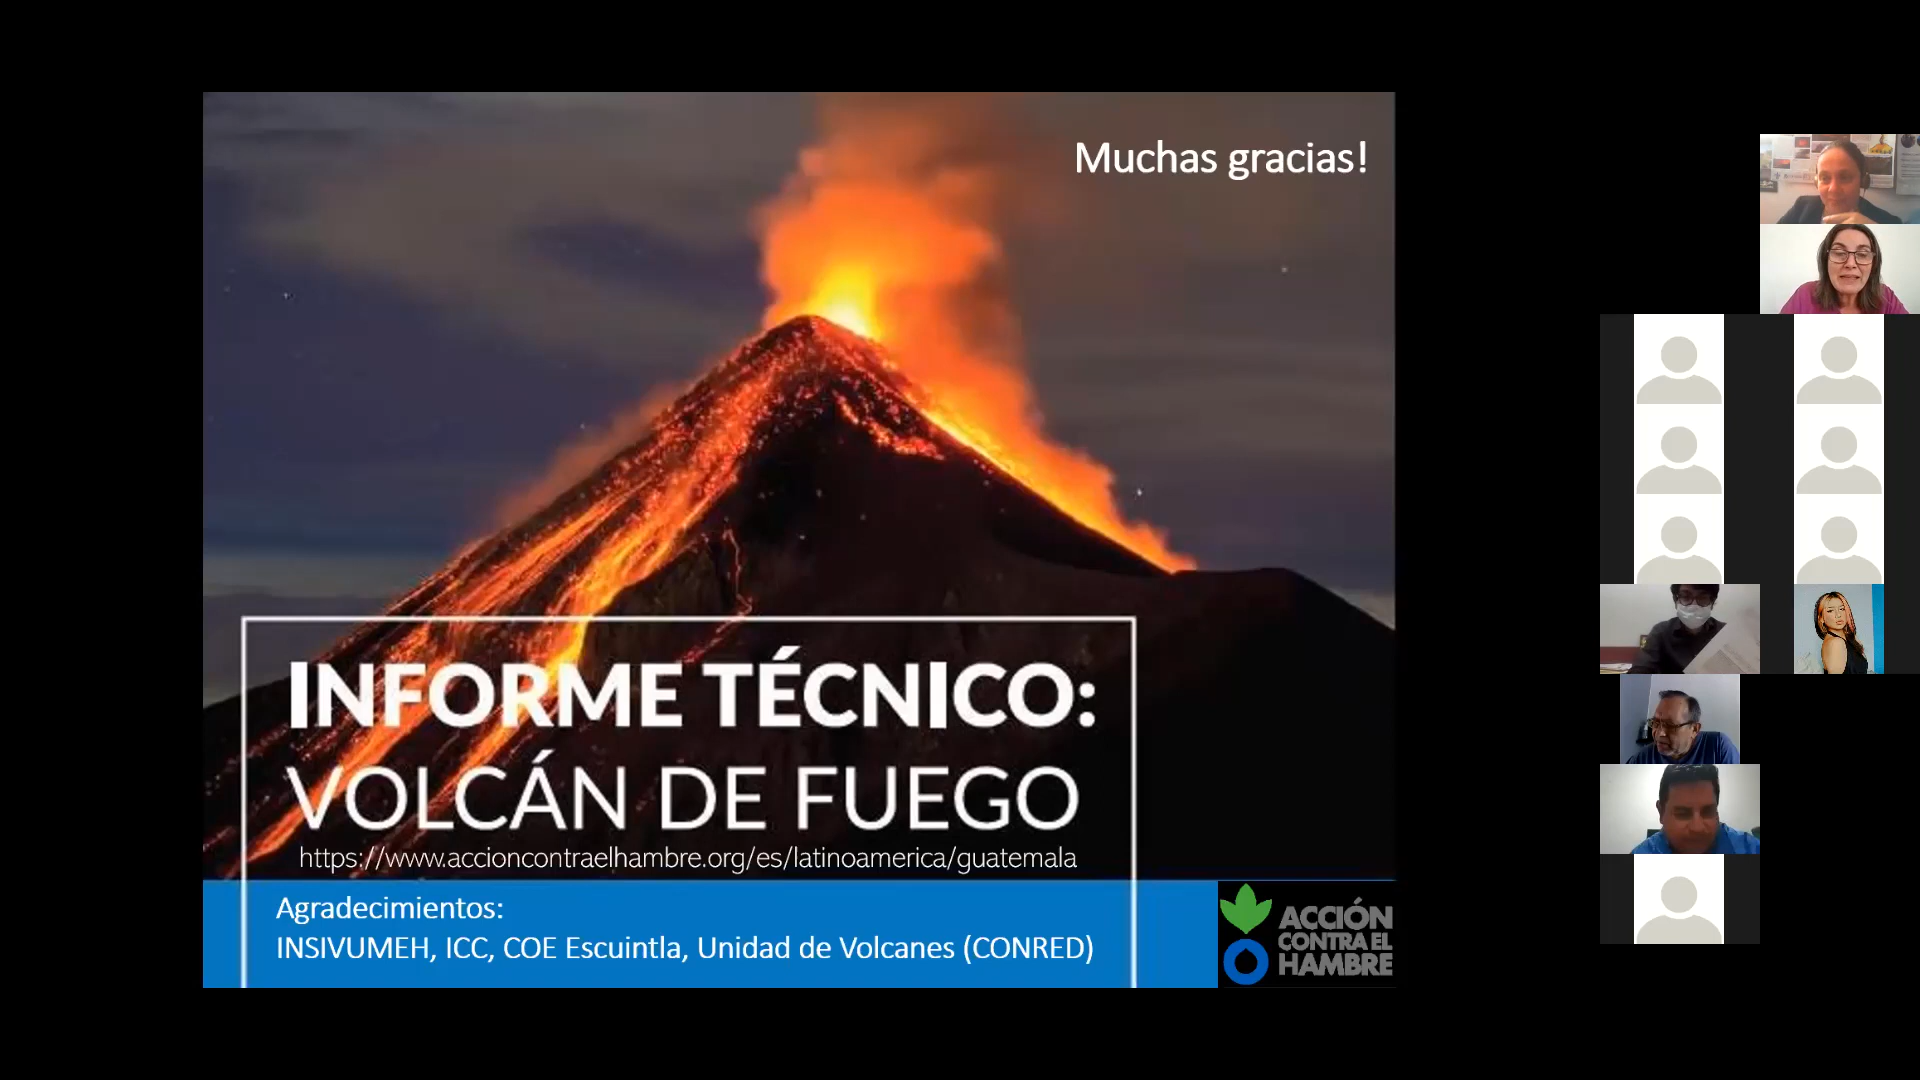 Muchas gracias!
INFORME TÉCNICO:
VOLCÁN DE FUEGO
https://www.accioncontraelhambre.org/es/latinoamerica/guatemala
Agradecimientos:
INSIVUMEH, ICC, COE Escuintla, Unidad de Volcanes (CONRED)
ACCIÓN
CONTRA EL
HAMBRE